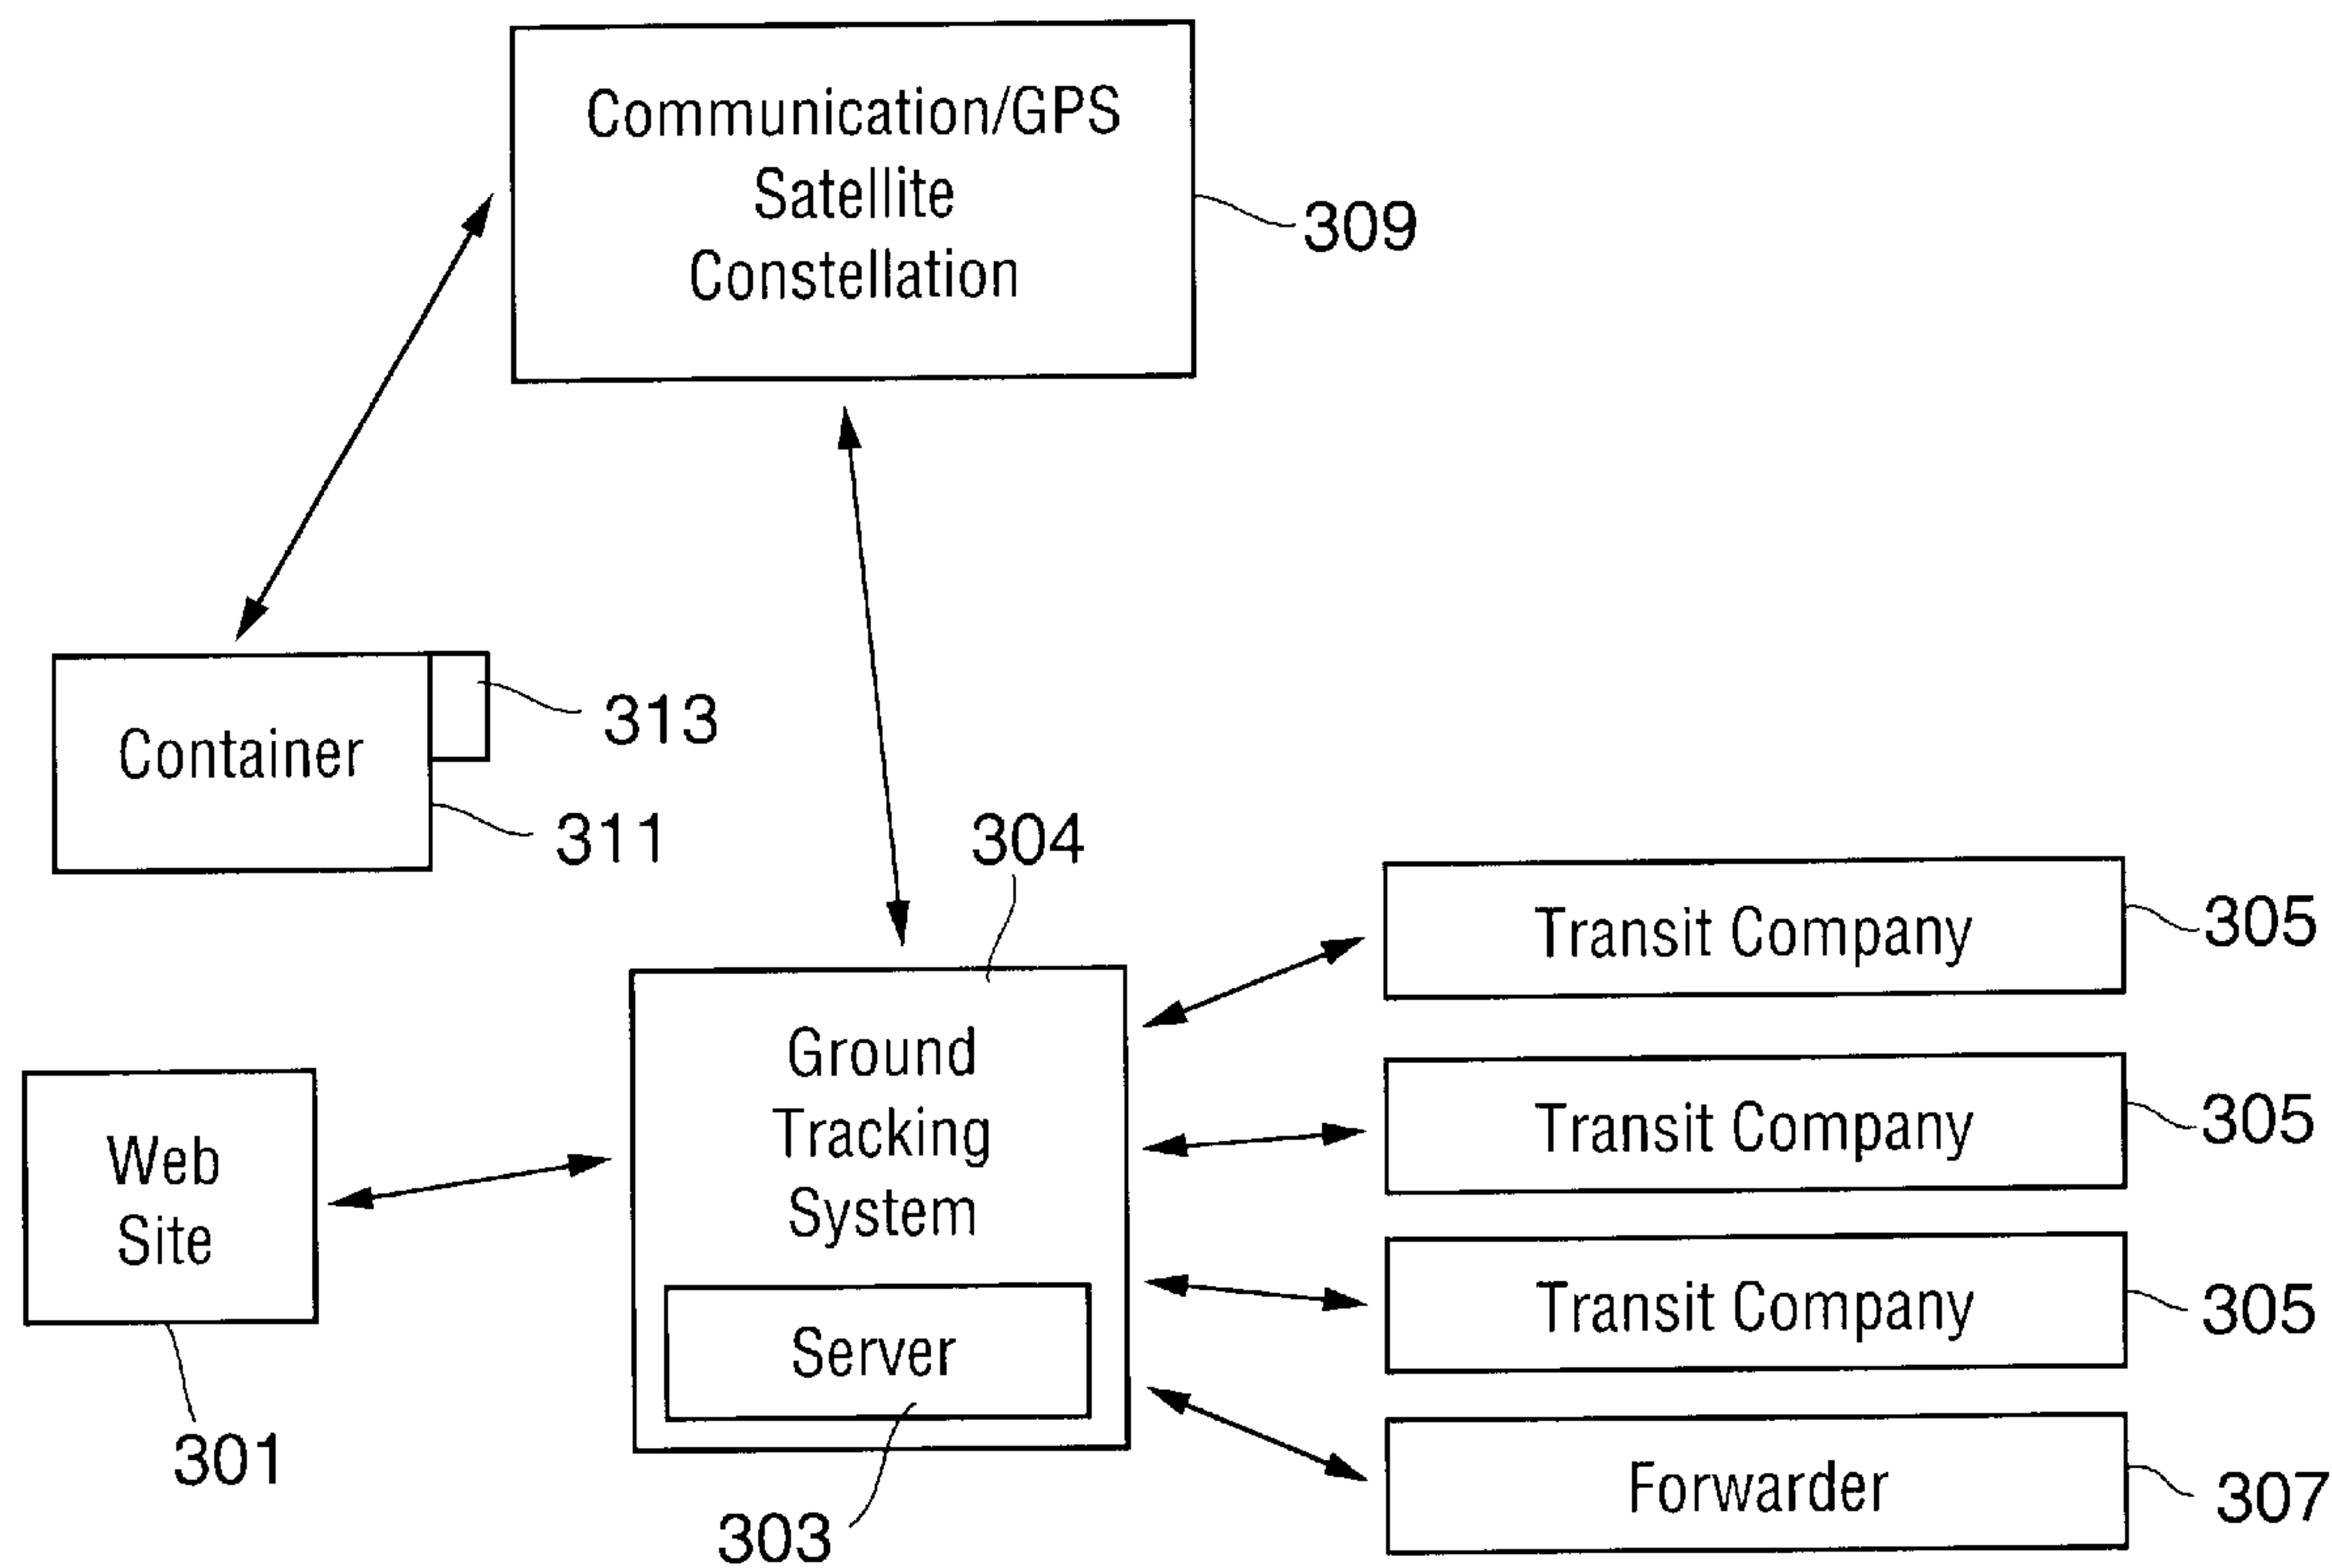 Communication/GPS
Satellite
Constellation
309
313
Container
311
304
Transit Company
305
Ground
Tracking
System
Transit Company
305
Web
Site
Transit Company
305
Server
301
Forwarder
307
303